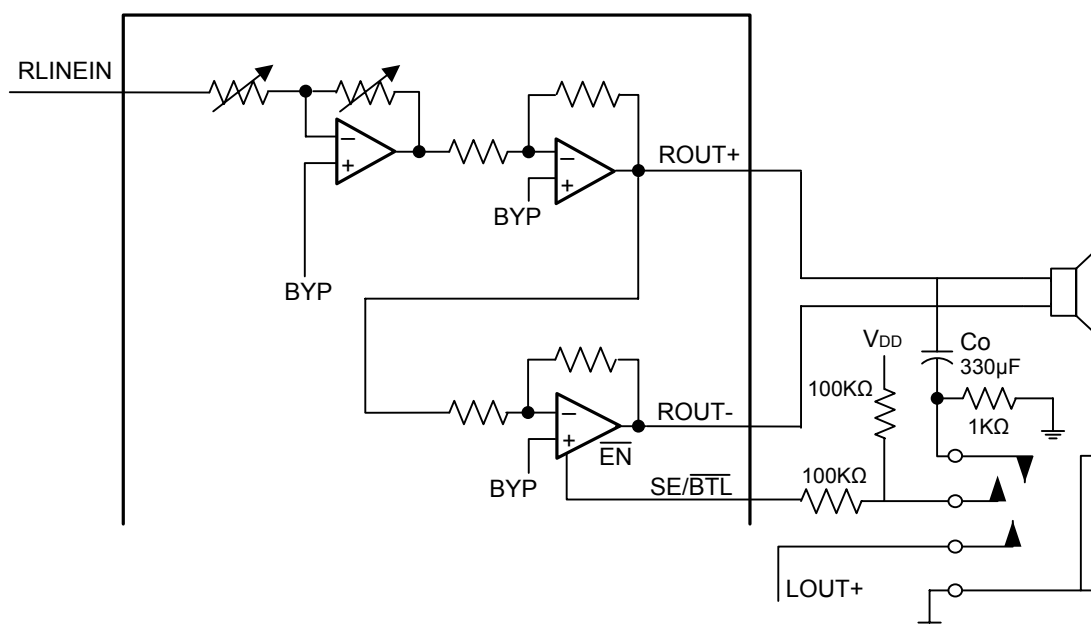 RLINEIN
−
+
BYP
−
+
BYP
ROUT+
VDD
Co
330µF
100KΩ
1KΩ
−
+
EN
BYP
ROUT-
SE/BTL
100KΩ
LOUT+